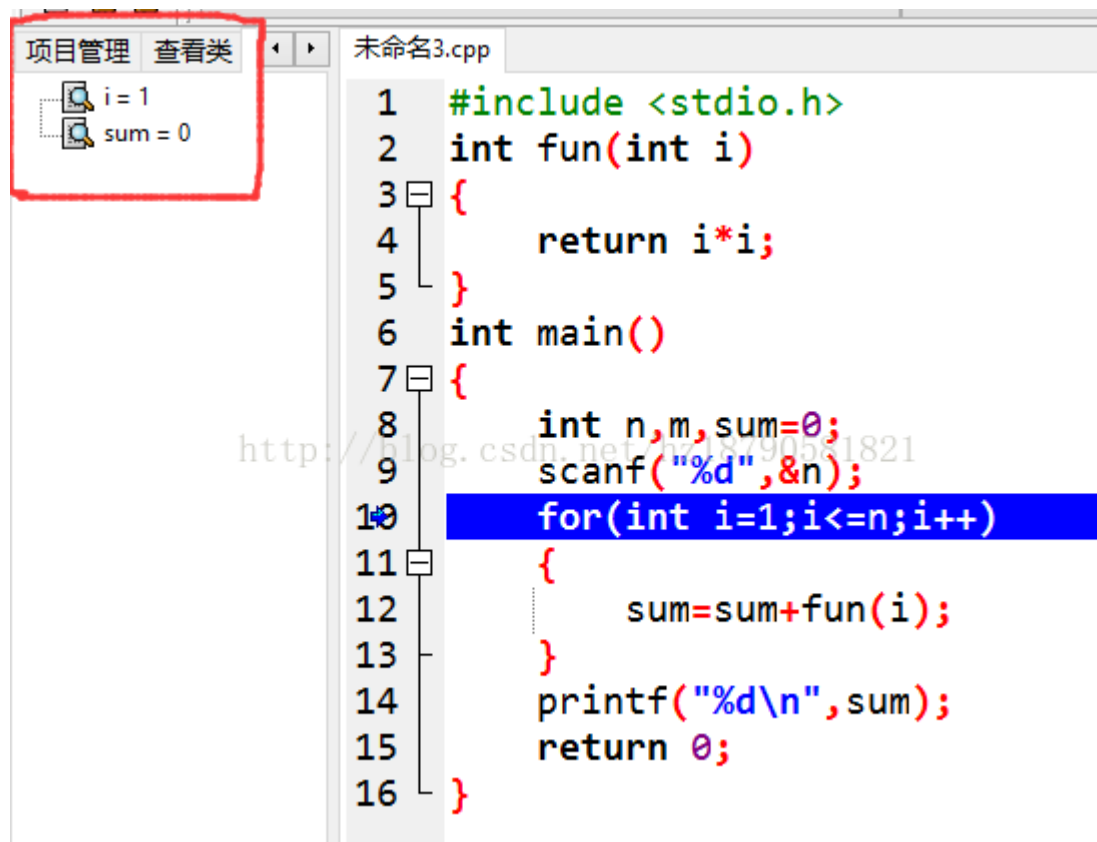 项目管理 查看类
i = 1
sum = 0
未命名3.cpp
1 #include <stdio.h>
2 int fun(int i)
3 {
4 return i*i;
5 }
6 int main()
7 {
8 int n,m,sum=0;
http://blog.csdn.net/hz18790581821
9 scanf("%d",&n);
10 for(int i=1;i<=n;i++)
11 {
12 sum=sum+fun(i);
13 }
14 printf("%d\n",sum);
15 return 0;
16 }